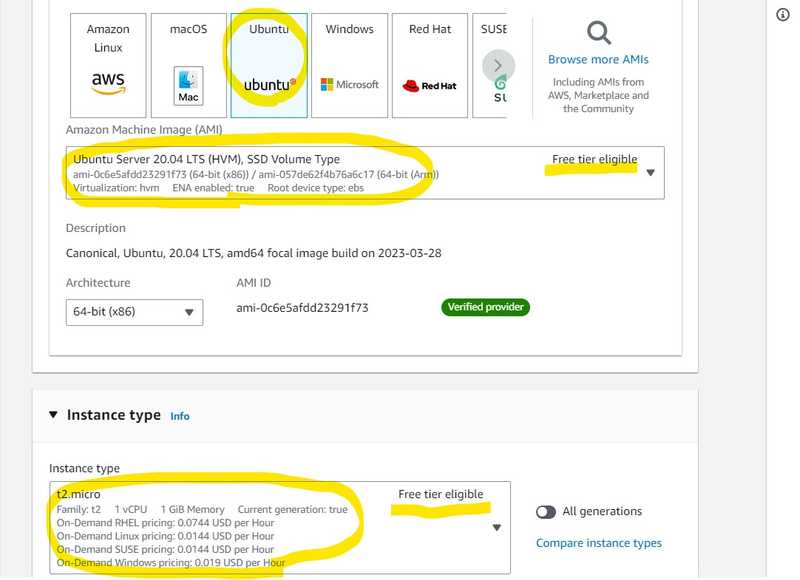 Amazon
Linux
aws
macOS
Mac
Ubuntu
ubuntu
Windows
Microsoft
Red Hat
Red Hat
SUSE
SU
Browse more AMIs
Including AMIs from
AWS, Marketplace and
the Community
Amazon Machine Image (AMI)
Ubuntu Server 20.04 LTS (HVM), SSD Volume Type
Free tier eligible
ami-0c6e5afdd23291f73 (64-bit (x86)) / ami-057de62f4b76a6c17 (64-bit (Arm))
Virtualization: hvm ENA enabled: true Root device type: ebs
Description
Canonical, Ubuntu, 20.04 LTS, amd64 focal image build on 2023-03-28
Architecture
AMI ID
64-bit (x86)
ami-0c6e5afdd23291f73
Verified provider
Instance type Info
Instance type
t2.micro
Free tier eligible
Family: t2 1 vCPU 1 GiB Memory Current generation: true
On-Demand RHEL pricing: 0.0744 USD per Hour
On-Demand Linux pricing: 0.0144 USD per Hour
On-Demand SUSE pricing: 0.0144 USD per Hour
On-Demand Windows pricing: 0.019 USD per Hour
All generations
Compare instance types